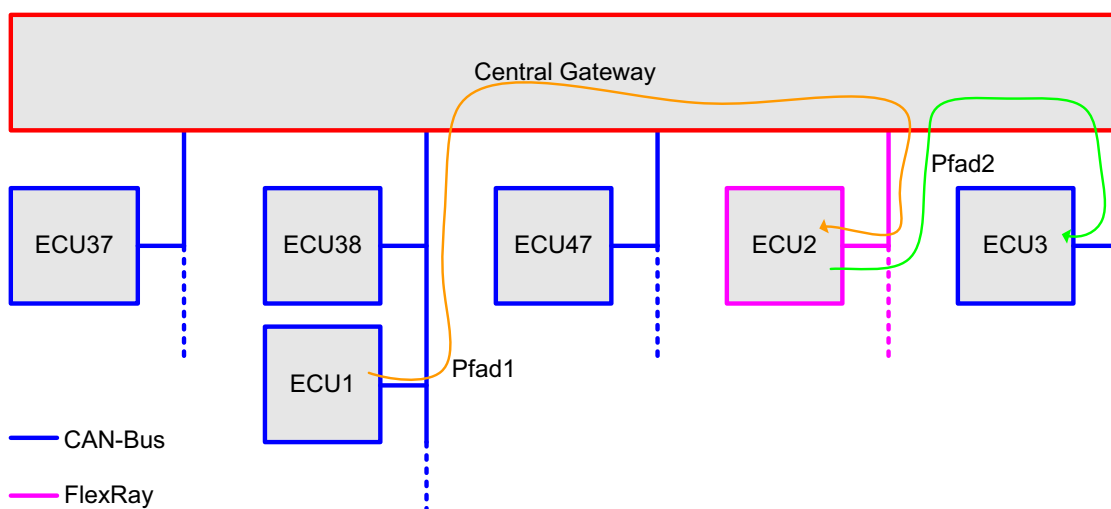 Central Gateway
Pfad2
ECU37
ECU38
ECU47
ECU2
ECU3
Pfad1
ECU1
CAN-Bus
FlexRay